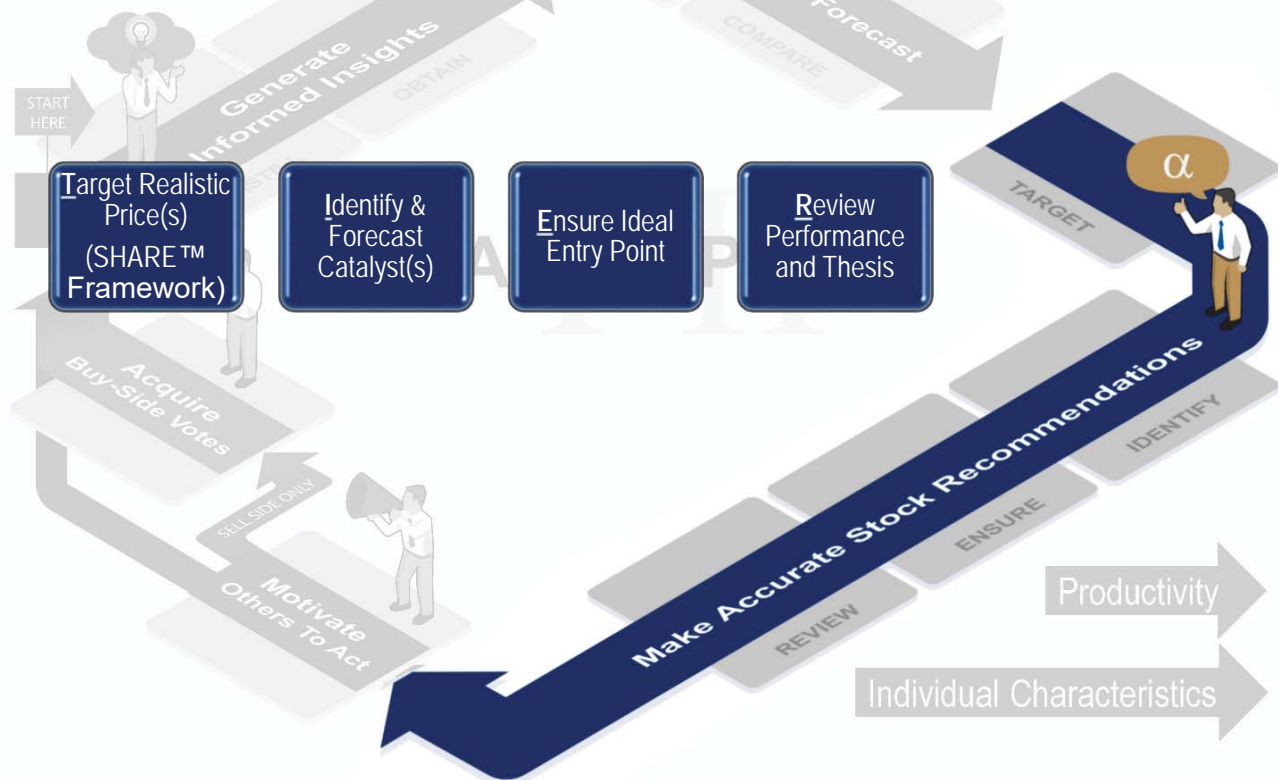 START
HERE
Generate
Informed Insights
OBTAIN
Forecast
COMPARE
Target Realistic
Price(s)
(SHARE™
Framework)
Identify &
Forecast
Catalyst(s)
Ensure Ideal
Entry Point
Review
Performance
and Thesis
α
TARGET
IDENTIFY
ENSURE
REVIEW
Make Accurate Stock Recommendations
Acquire
Buy-Side Votes
SELL SIDE ONLY
Motivate
Others To Act
Productivity
Individual Characteristics